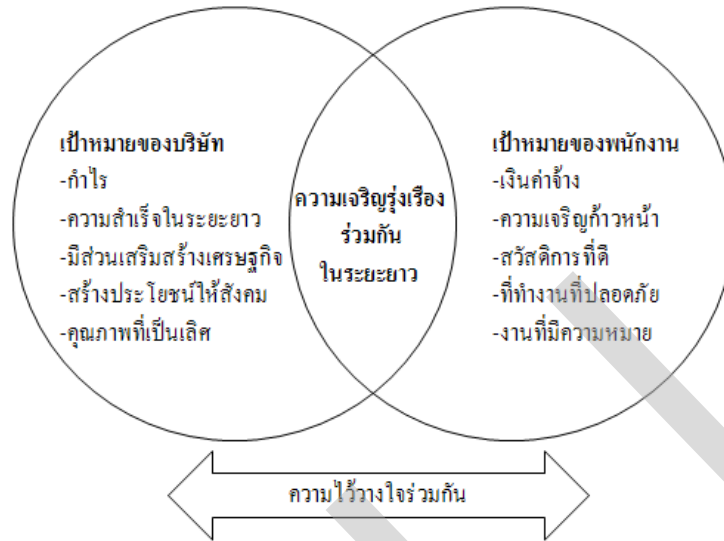 เป้าหมายของบริษัท
-กำไร
-ความสำเร็จในระยะยาว
-มีส่วนเสริมสร้างเศรษฐกิจ
-สร้างประโยชน์ให้สังคม
-คุณภาพที่เป็นเลิศ
ความเจริญรุ่งเรือง
ร่วมกัน
ในระยะยาว
เป้าหมายของพนักงาน
-เงินค่าจ้าง
-ความเจริญก้าวหน้า
-สวัสดิการที่ดี
-ที่ทำงานที่ปลอดภัย
-งานที่มีความหมาย
ความไว้วางใจร่วมกัน